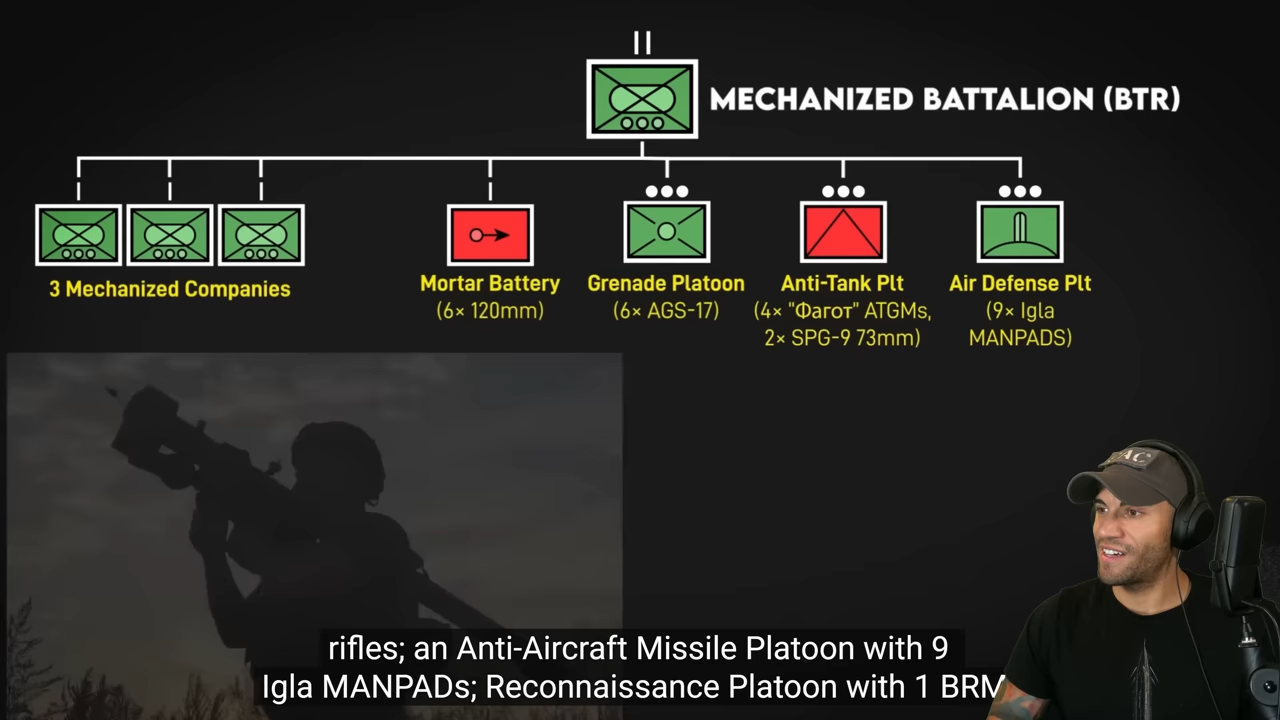 MECHANIZED BATTALION (BTR)
3 Mechanized Companies
Mortar Battery
(6× 120mm)
Grenade Platoon
(6× AGS-17)
Anti-Tank Plt
(4× "Фагот" ATGMs,
2× SPG-9 73mm)
Air Defense Plt
(9× Igla
MANPADS)
rifles; an Anti-Aircraft Missile Platoon with 9
Igla MANPADs; Reconnaissance Platoon with 1 BRM